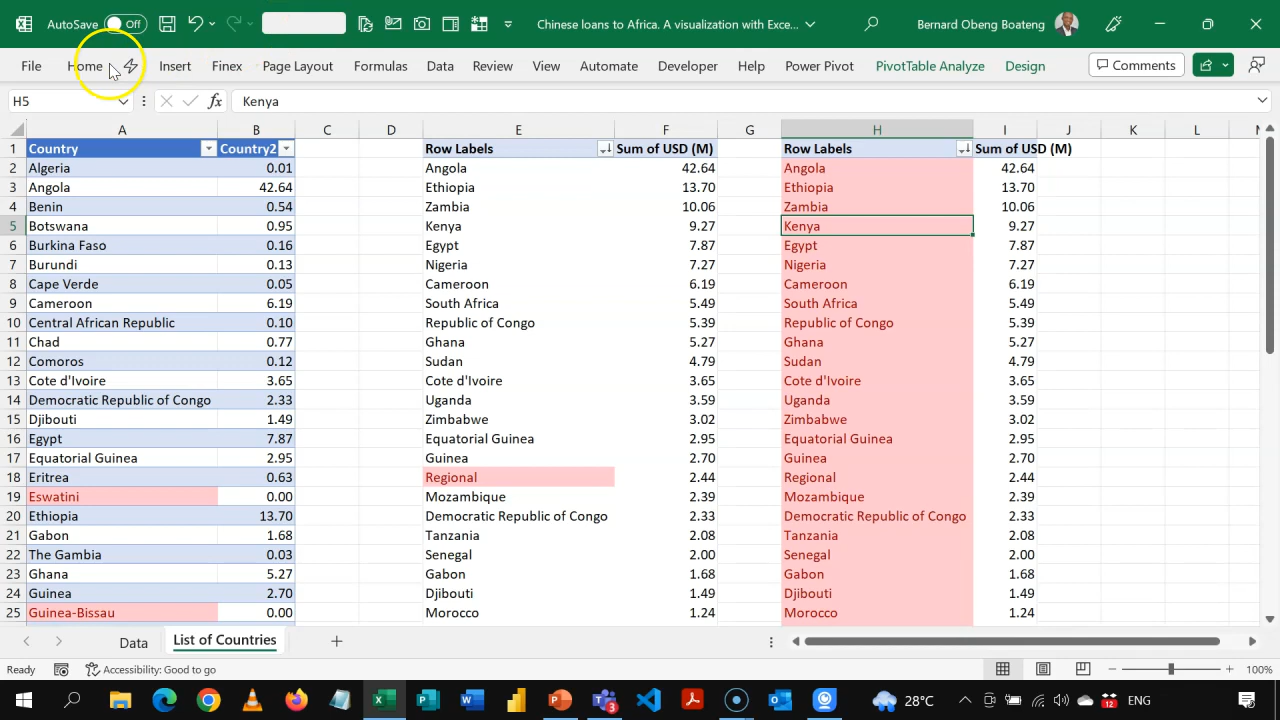 AutoSave Off Chinese loans to Africa. A visualization with Exce... Bernard Obeng Boateng
File Home Insert Finex Page Layout Formulas Data Review View Automate Developer Help Power Pivot PivotTable Analyze Design Comments
H5 fx Kenya
A B C D E F G H I J K L
1 Country Country2 Row Labels Sum of USD (M) Row Labels Sum of USD (M)
2 Algeria 0.01 Angola 42.64 Angola 42.64
3 Angola 42.64 Ethiopia 13.70 Ethiopia 13.70
4 Benin 0.54 Zambia 10.06 Zambia 10.06
5 Botswana 0.95 Kenya 9.27 Kenya 9.27
6 Burkina Faso 0.16 Egypt 7.87 Egypt 7.87
7 Burundi 0.13 Nigeria 7.27 Nigeria 7.27
8 Cape Verde 0.05 Cameroon 6.19 Cameroon 6.19
9 Cameroon 6.19 South Africa 5.49 South Africa 5.49
10 Central African Republic 0.10 Republic of Congo 5.39 Republic of Congo 5.39
11 Chad 0.77 Ghana 5.27 Ghana 5.27
12 Comoros 0.12 Sudan 4.79 Sudan 4.79
13 Cote d'Ivoire 3.65 Cote d'Ivoire 3.65 Cote d'Ivoire 3.65
14 Democratic Republic of Congo 2.33 Uganda 3.59 Uganda 3.59
15 Djibouti 1.49 Zimbabwe 3.02 Zimbabwe 3.02
16 Egypt 7.87 Equatorial Guinea 2.95 Equatorial Guinea 2.95
17 Equatorial Guinea 2.95 Guinea 2.70 Guinea 2.70
18 Eritrea 0.63 Regional 2.44 Regional 2.44
19 Eswatini 0.00 Mozambique 2.39 Mozambique 2.39
20 Ethiopia 13.70 Democratic Republic of Congo 2.33 Democratic Republic of Congo 2.33
21 Gabon 1.68 Tanzania 2.08 Tanzania 2.08
22 The Gambia 0.03 Senegal 2.00 Senegal 2.00
23 Ghana 5.27 Gabon 1.68 Gabon 1.68
24 Guinea 2.70 Djibouti 1.49 Djibouti 1.49
25 Guinea-Bissau 0.00 Morocco 1.24 Morocco 1.24
Data List of Countries
Ready Accessibility: Good to go 100%
28°C 12 ENG